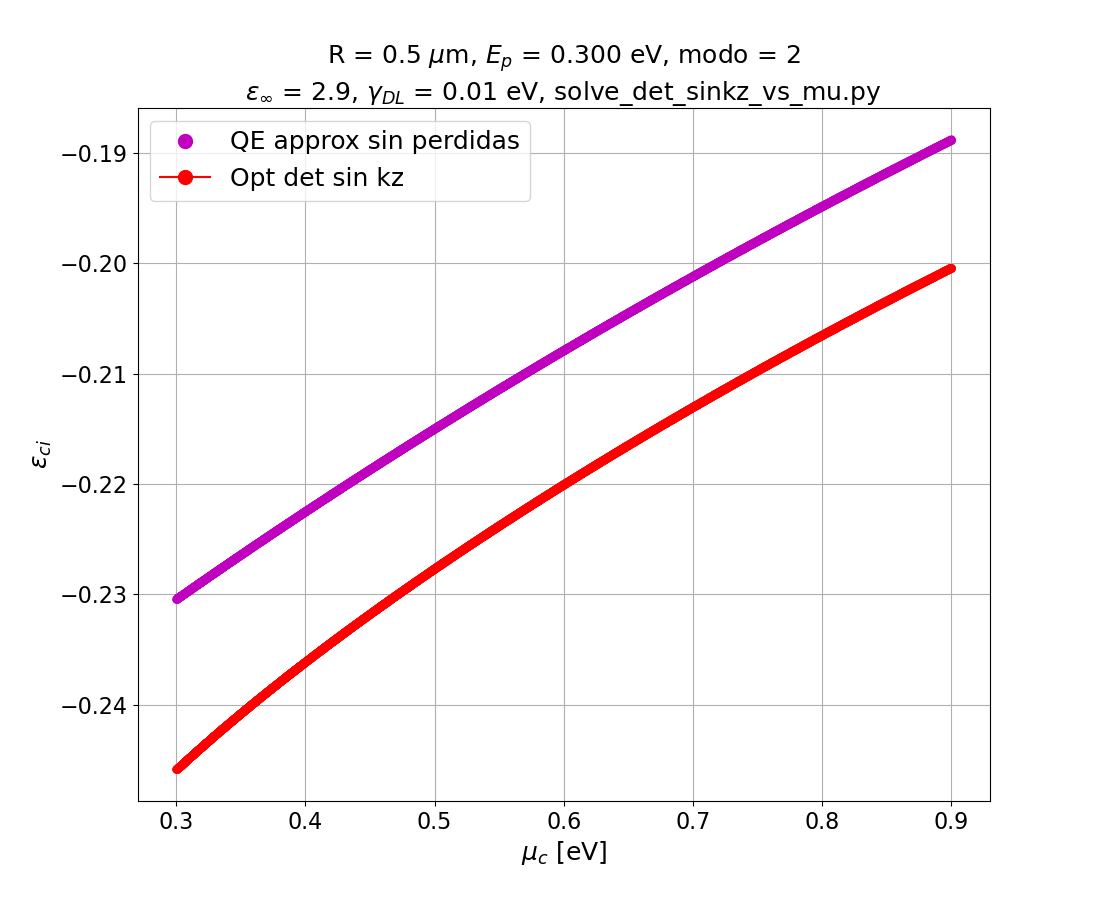 R = 0.5 μm, E_p = 0.300 eV, modo = 2
ε_∞ = 2.9, γ_DL = 0.01 eV, solve_det_sinkz_vs_mu.py
QE approx sin perdidas
Opt det sin kz
−0.19
−0.20
−0.21
−0.22
−0.23
−0.24
ε_ci
0.3 0.4 0.5 0.6 0.7 0.8 0.9
μ_c [eV]